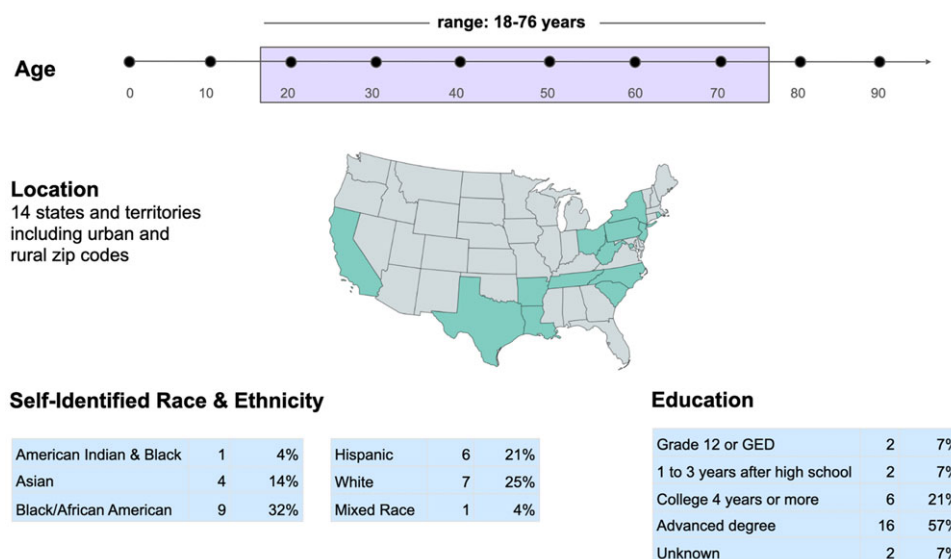 range: 18-76 years
Age
0 10 20 30 40 50 60 70 80 90
Location
14 states and territories
including urban and
rural zip codes
Self-Identified Race & Ethnicity
American Indian & Black 1 4%
Asian 4 14%
Black/African American 9 32%
Hispanic 6 21%
White 7 25%
Mixed Race 1 4%
Education
Grade 12 or GED 2 7%
1 to 3 years after high school 2 7%
College 4 years or more 6 21%
Advanced degree 16 57%
Unknown 2 7%